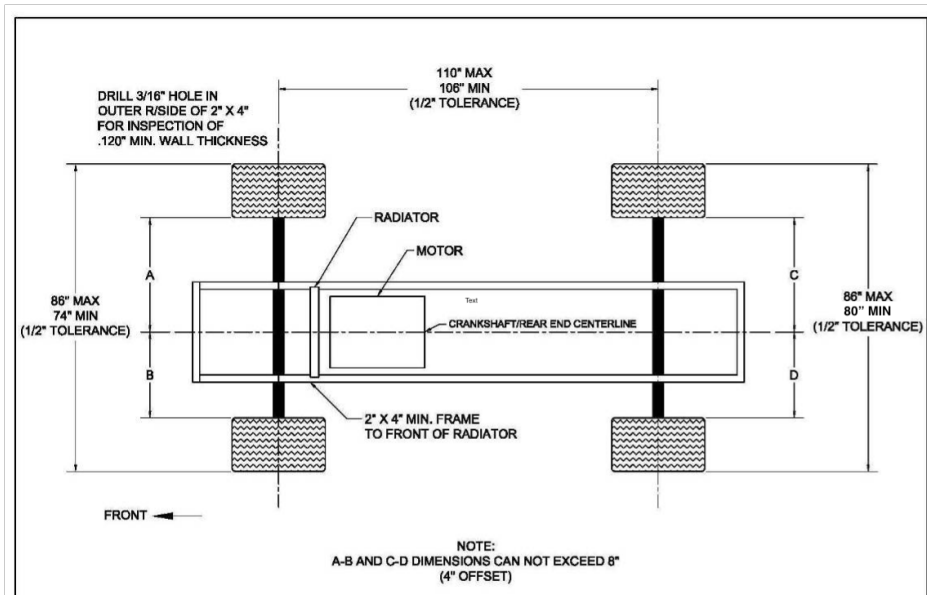 110" MAX
106" MIN
(1/2" TOLERANCE)
DRILL 3/16" HOLE IN
OUTER R/SIDE OF 2" X 4"
FOR INSPECTION OF
.120" MIN. WALL THICKNESS
RADIATOR
MOTOR
A
C
Text
86" MAX
74" MIN
(1/2" TOLERANCE)
CRANKSHAFT/REAR END CENTERLINE
86" MAX
80" MIN
(1/2" TOLERANCE)
B
D
2" X 4" MIN. FRAME
TO FRONT OF RADIATOR
FRONT
NOTE:
A-B AND C-D DIMENSIONS CAN NOT EXCEED 8"
(4" OFFSET)